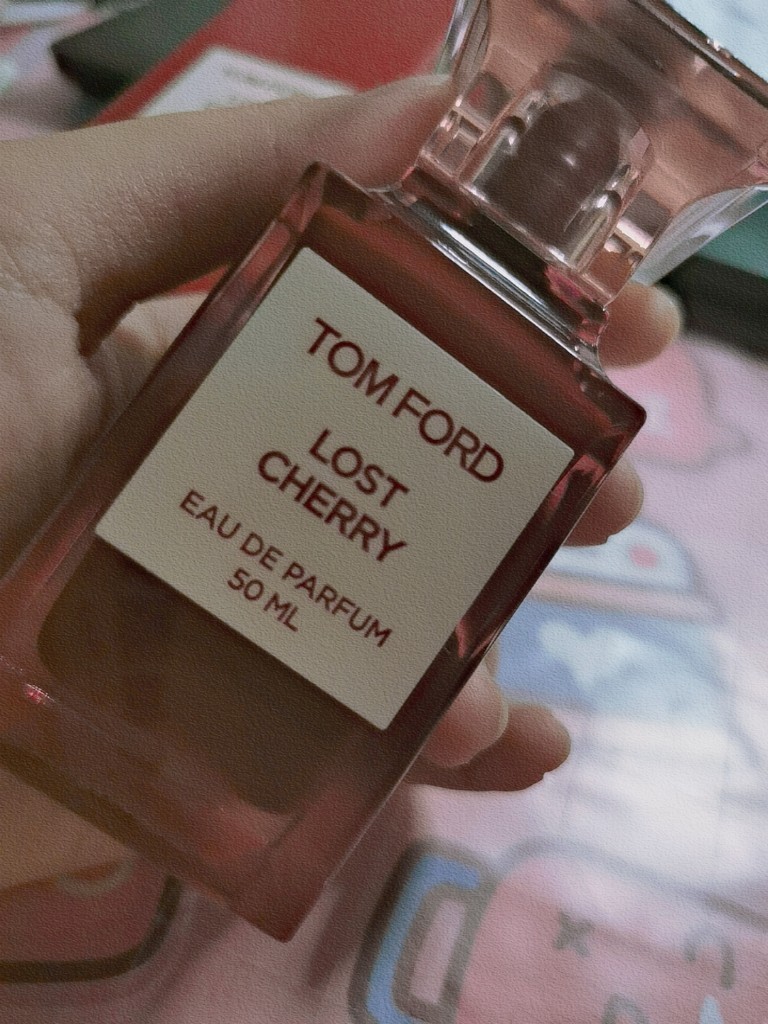 TOM FORD
LOST
CHERRY
EAU DE PARFUM
50 ML